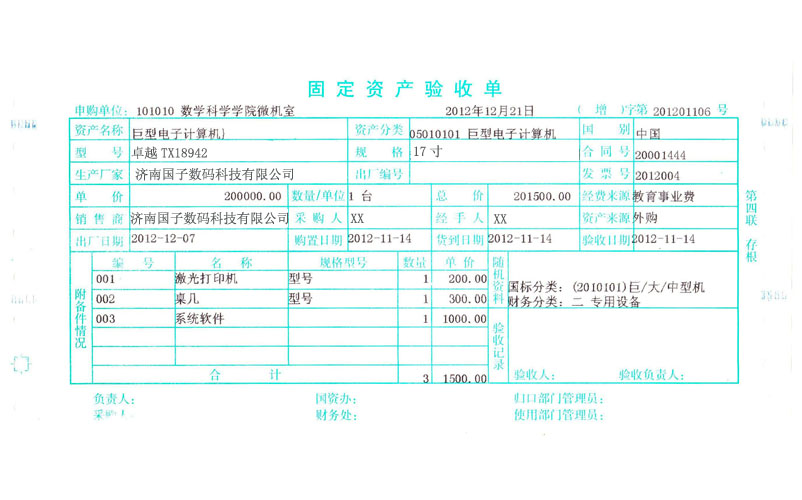 固定资产验收单
申购单位: 101010 数学科学学院微机室 2012年12月21日 ( 增 )字第 201201106 号
资产名称 巨型电子计算机) 资产分类 05010101 巨型电子计算机 国别 中国
型号 卓越TX18942 规格 17寸 合同号 20001444
生产厂家 济南国子数码科技有限公司 出厂编号 发票号 2012004
单价 200000.00 数量/单位 1 台 总价 201500.00 经费来源 教育事业费
销售商 济南国子数码科技有限公司 采购人 XX 经手人 XX 资产来源 外购
出厂日期 2012-12-07 购置日期 2012-11-14 货到日期 2012-11-14 验收日期 2012-11-14
第四联 存根
附备件情况
编号 名称 规格型号 数量 单价
001 激光打印机 型号 1 200.00
002 桌几 型号 1 300.00
003 系统软件 1 1000.00
合计 3 1500.00
随机资料
国标分类: (2010101)巨/大/中型机
财务分类: 二 专用设备
验收记录
验收人: 验收负责人:
负责人: 国资办: 归口部门管理员:
采购人: 财务处: 使用部门管理员: